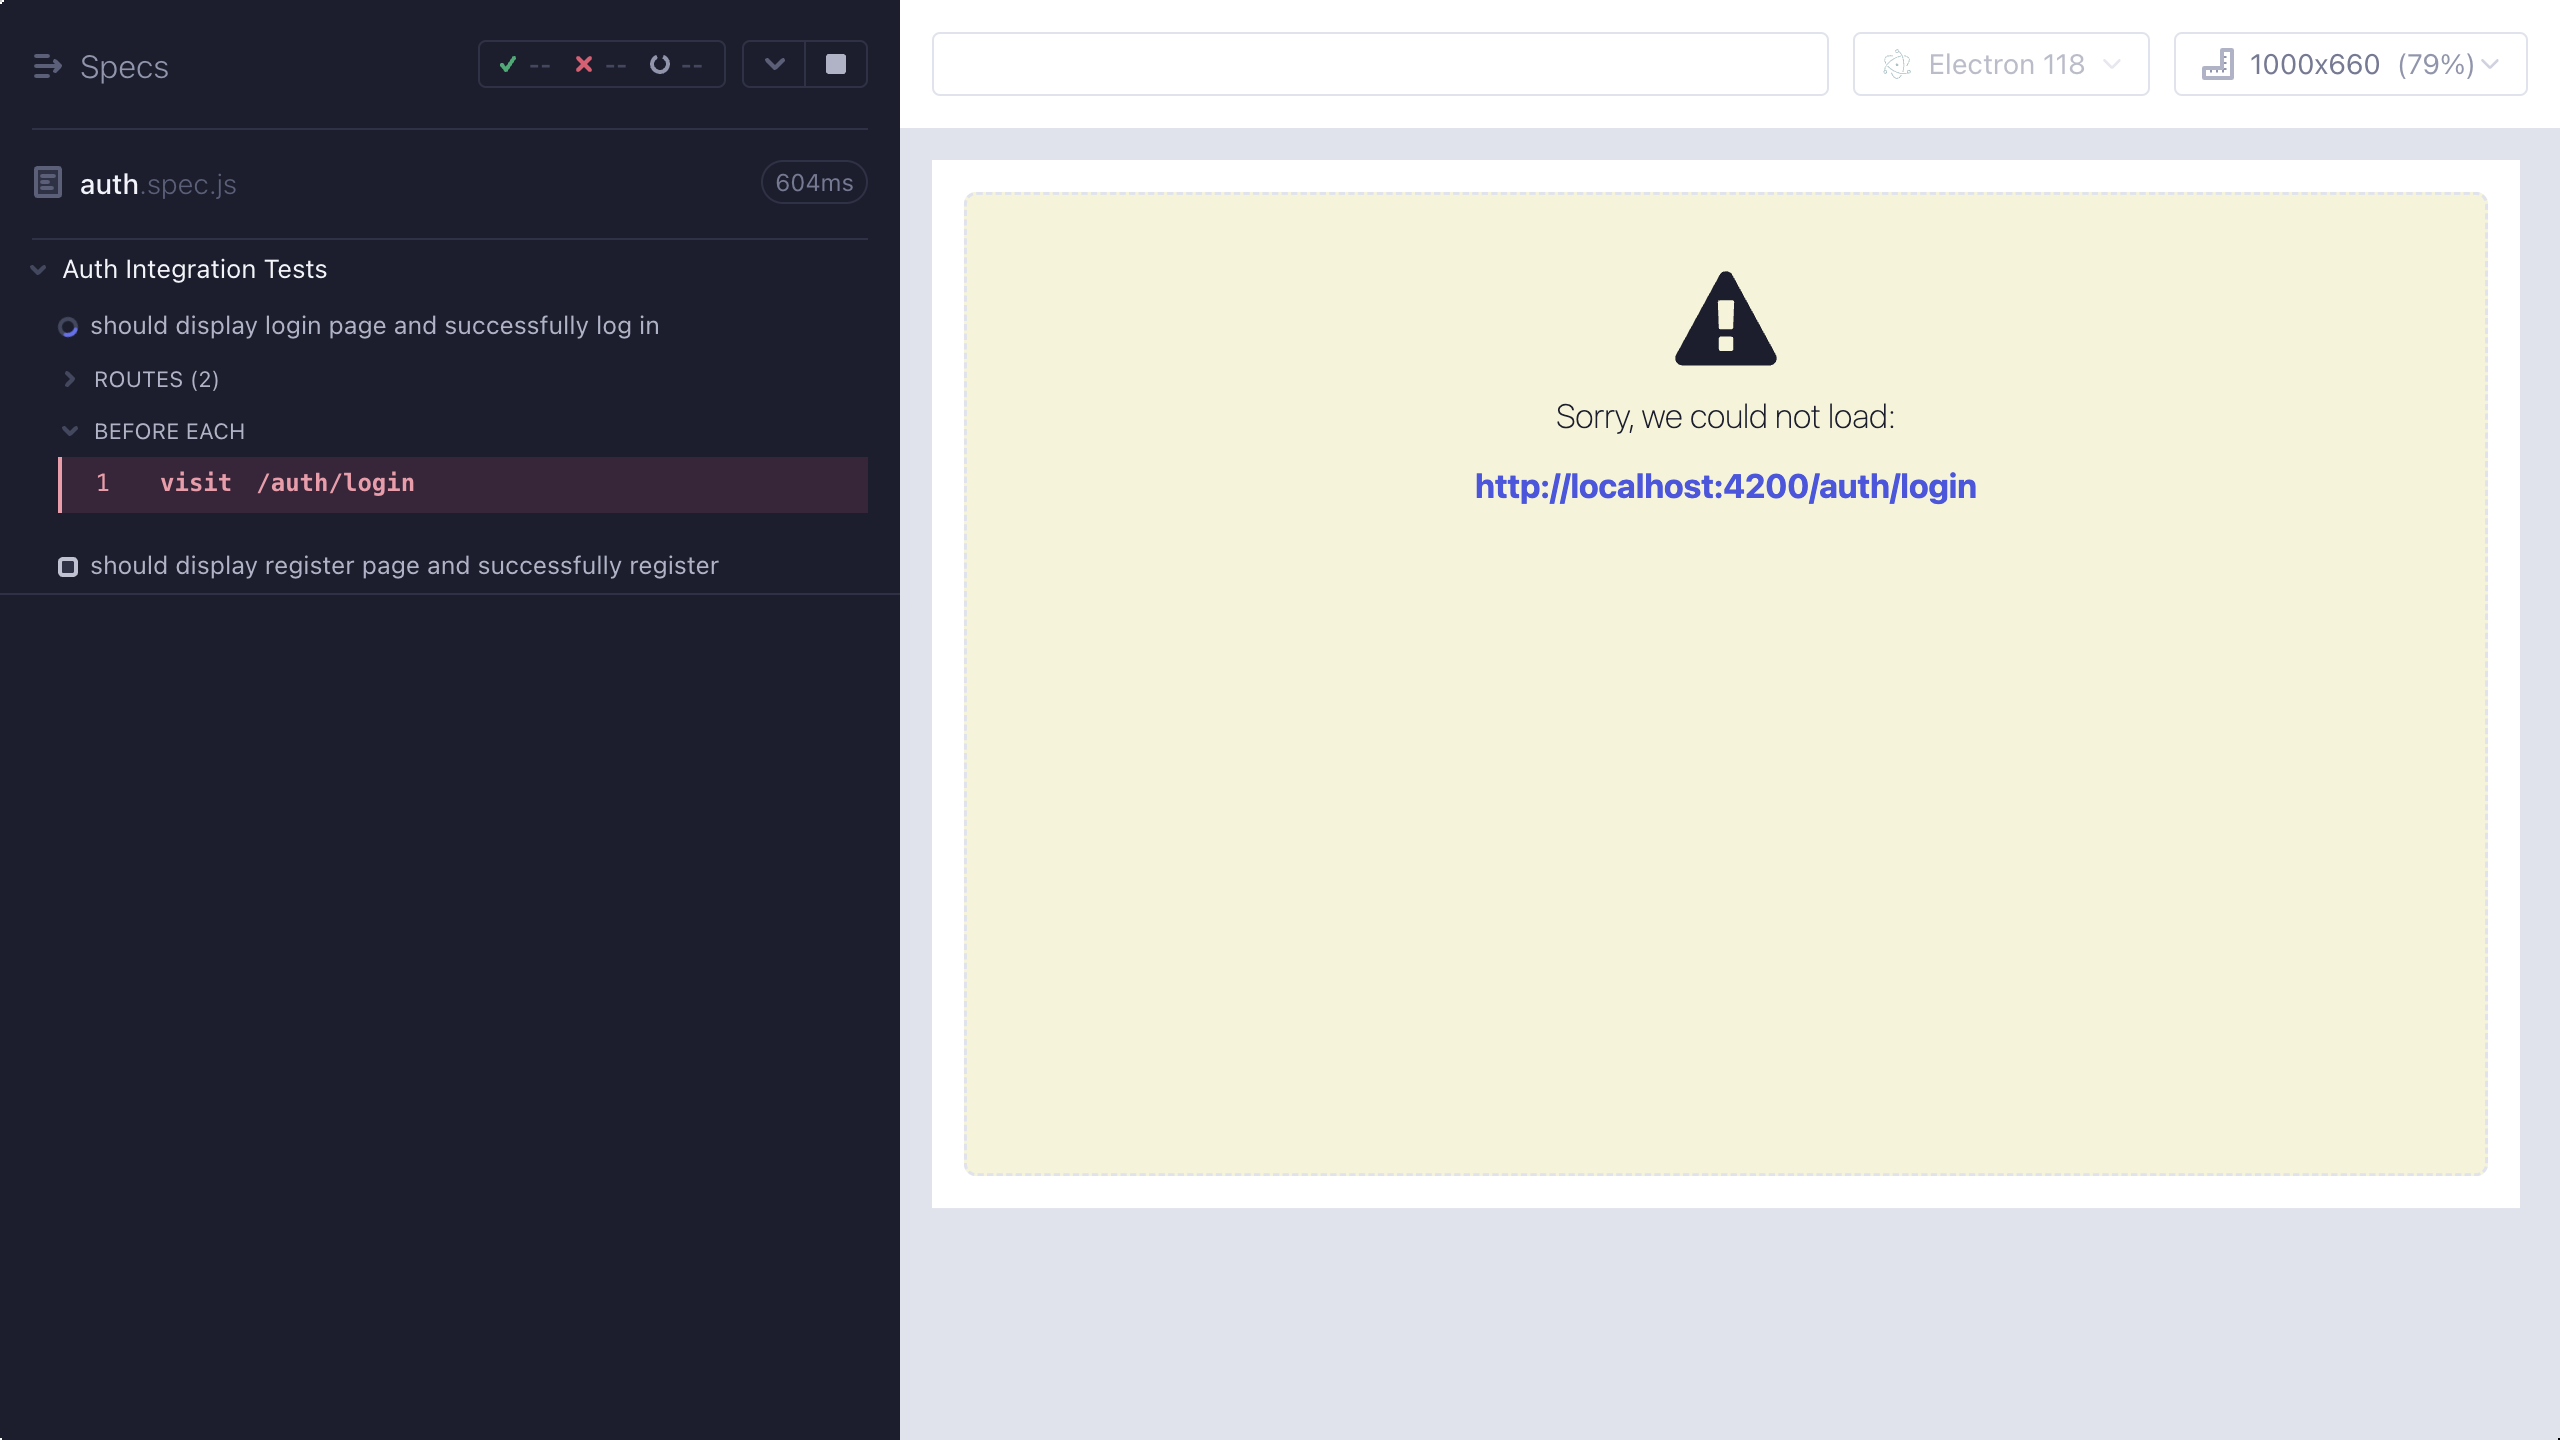 Specs
-- -- --
auth.spec.js
604ms
Auth Integration Tests
should display login page and successfully log in
ROUTES (2)
BEFORE EACH
1 visit /auth/login
should display register page and successfully register
Electron 118
1000x660 (79%)
Sorry, we could not load:
http://localhost:4200/auth/login